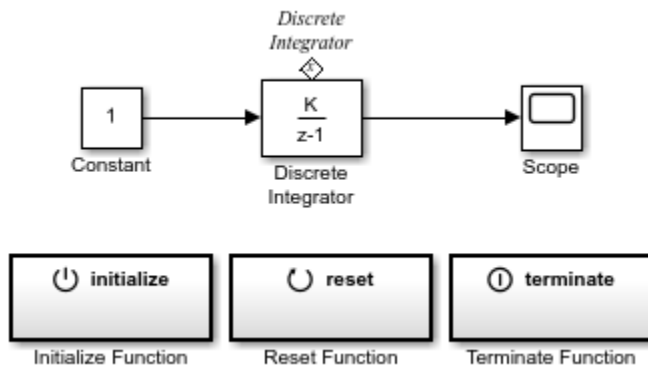 Discrete
Integrator
x
1
K
z-1
Constant
Discrete
Integrator
Scope
initialize
reset
terminate
Initialize Function
Reset Function
Terminate Function